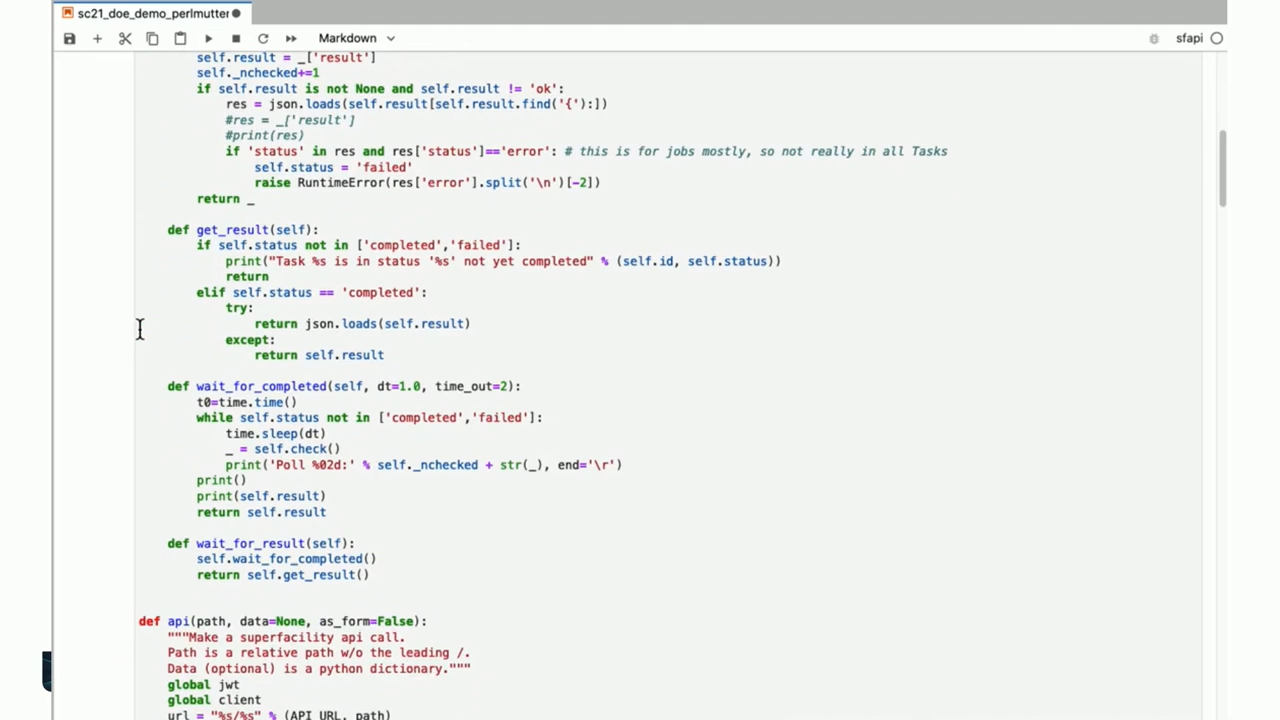 sc21_doe_demo_perlmutter
Markdown
sfapi
self.result = _['result']
self._nchecked+=1
if self.result is not None and self.result != 'ok':
res = json.loads(self.result[self.result.find('{'):])
#res = _['result']
#print(res)
if 'status' in res and res['status']=='error': # this is for jobs mostly, so not really in all Tasks
self.status = 'failed'
raise RuntimeError(res['error'].split('\n')[-2])
return _
def get_result(self):
if self.status not in ['completed','failed']:
print("Task %s is in status '%s' not yet completed" % (self.id, self.status))
return
elif self.status == 'completed':
try:
return json.loads(self.result)
except:
return self.result
def wait_for_completed(self, dt=1.0, time_out=2):
t0=time.time()
while self.status not in ['completed','failed']:
time.sleep(dt)
_ = self.check()
print('Poll %02d:' % self._nchecked + str(_), end='\r')
print()
print(self.result)
return self.result
def wait_for_result(self):
self.wait_for_completed()
return self.get_result()
def api(path, data=None, as_form=False):
"""Make a superfacility api call.
Path is a relative path w/o the leading /.
Data (optional) is a python dictionary."""
global jwt
global client
url = "%s/%s" % (API_URL, path)